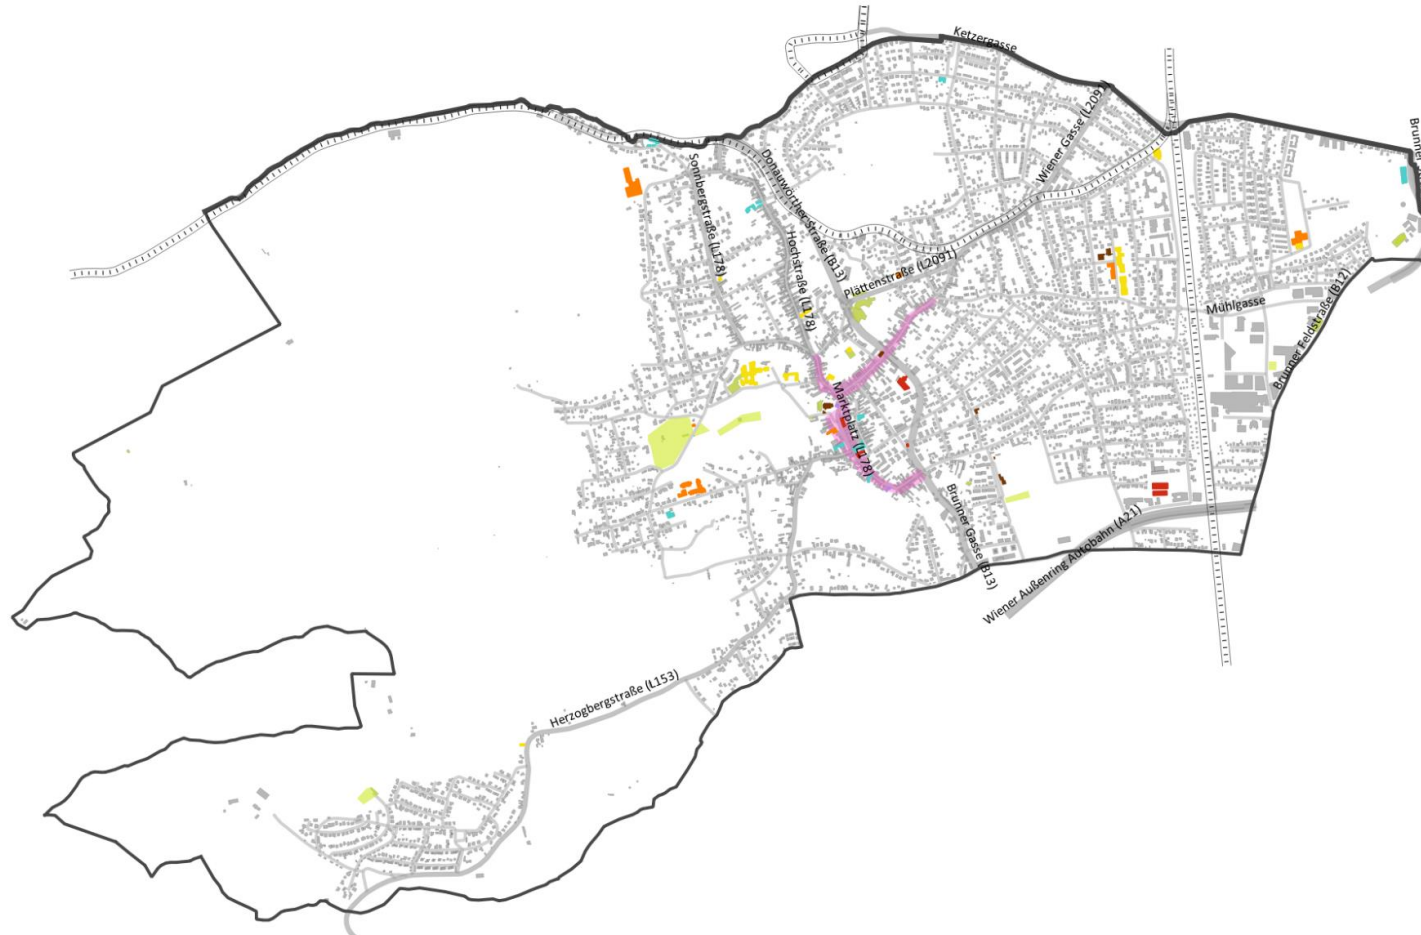 Ketzergasse
Wiener Gasse (L2091)
Brunner
Donauwörther Straße (B13)
Sonnbergstraße (L178)
Hochstraße (L178)
Plättenstraße (L2091)
Mühlgasse
Brunner Feldstraße (B12)
Marktplatz (L178)
Brunner Gasse (B13)
Wiener Außenring Autobahn (A21)
Herzogbergstraße (L153)